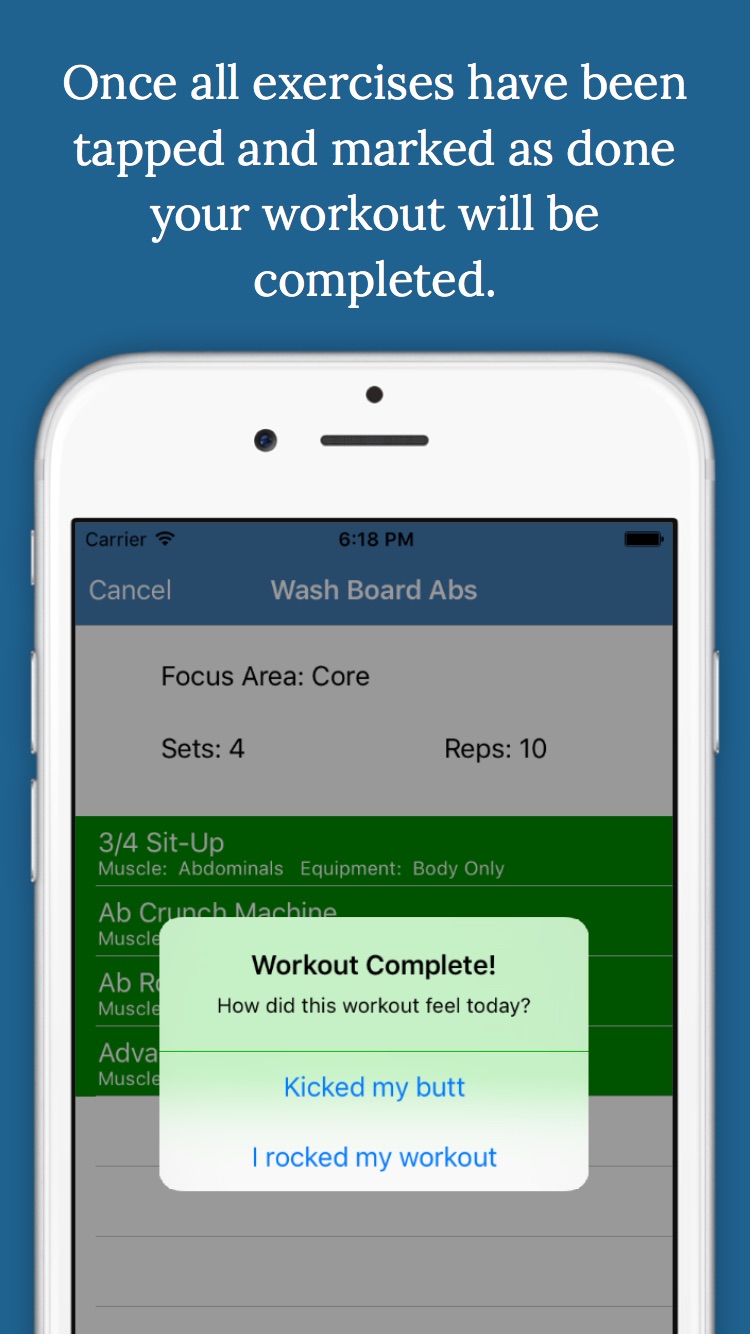 Once all exercises have been
tapped and marked as done
your workout will be
completed.
Carrier 6:18 PM
Cancel Wash Board Abs
Focus Area: Core
Sets: 4 Reps: 10
3/4 Sit-Up
Muscle: Abdominals Equipment: Body Only
Ab Crunch Machine
Muscle
Ab
Muscle
Muscle
Workout Complete!
How did this workout feel today?
Kicked my butt
I rocked my workout